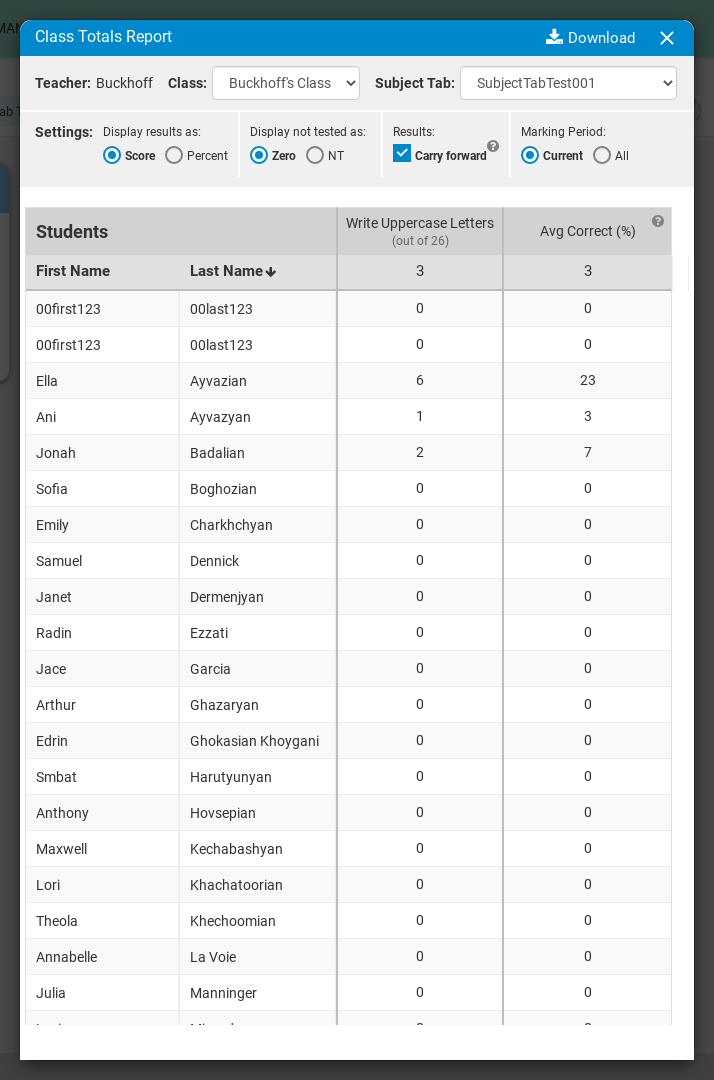 Class Totals Report Download
Teacher: Buckhoff Class: Buckhoff's Class Subject Tab: SubjectTabTest001
Settings: Display results as: Display not tested as: Results: Marking Period:
Score Percent Zero NT Carry forward Current All
Students Write Uppercase Letters (out of 26) Avg Correct (%)
First Name Last Name 3 3
00first123 00last123 0 0
00first123 00last123 0 0
Ella Ayvazian 6 23
Ani Ayvazyan 1 3
Jonah Badalian 2 7
Sofia Boghozian 0 0
Emily Charkhchyan 0 0
Samuel Dennick 0 0
Janet Dermenjyan 0 0
Radin Ezzati 0 0
Jace Garcia 0 0
Arthur Ghazaryan 0 0
Edrin Ghokasian Khoygani 0 0
Smbat Harutyunyan 0 0
Anthony Hovsepian 0 0
Maxwell Kechabashyan 0 0
Lori Khachatoorian 0 0
Theola Khechoomian 0 0
Annabelle La Voie 0 0
Julia Manninger 0 0